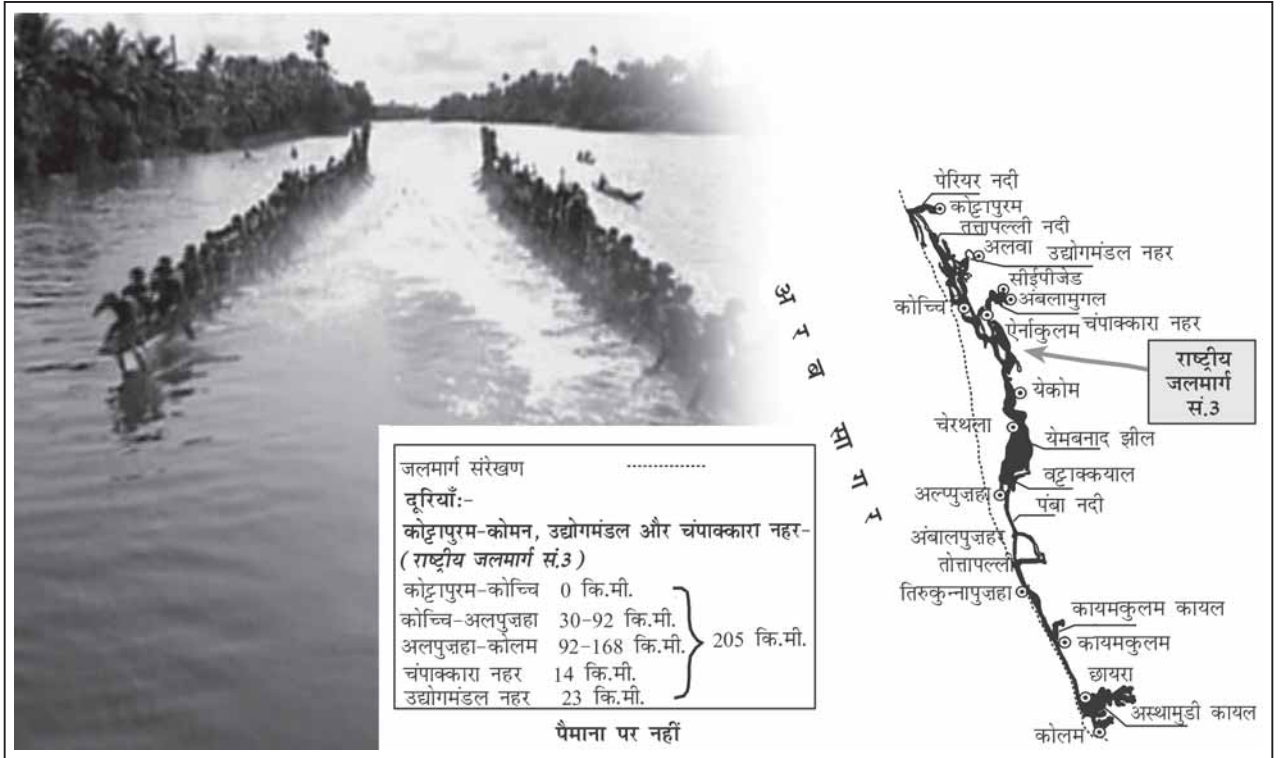 पेरियर नदी
कोट्टापुरम
तत्तापल्ली नदी
अलवा
उद्योगमंडल नहर
सीईपीजेड
अंबलामुगल
कोच्चि
चंपाक्कारा नहर
ऐर्नाकुलम
राष्ट्रीय
जलमार्ग
सं.3
येकोम
चेरथला
येमबनाद झील
वट्टाक्कयाल
अल्प्पुज़हा
पंबा नदी
अंबालपुज़हर
तोत्तापल्ली
तिरुकुन्नापुज़हा
कायमकुलम कायल
कायमकुलम
छायरा
अस्थामुडी कायल
कोलम
अरब सागर
जलमार्ग संरेखण
दूरियाँ:-
कोट्टापुरम-कोमन, उद्योगमंडल और चंपाक्कारा नहर-
(राष्ट्रीय जलमार्ग सं.3)
कोट्टापुरम-कोच्चि 0 कि.मी.
कोच्चि-अलपुज़हा 30-92 कि.मी.
अलपुज़हा-कोलम 92-168 कि.मी.
चंपाक्कारा नहर 14 कि.मी.
उद्योगमंडल नहर 23 कि.मी.
205 कि.मी.
पैमाना पर नहीं